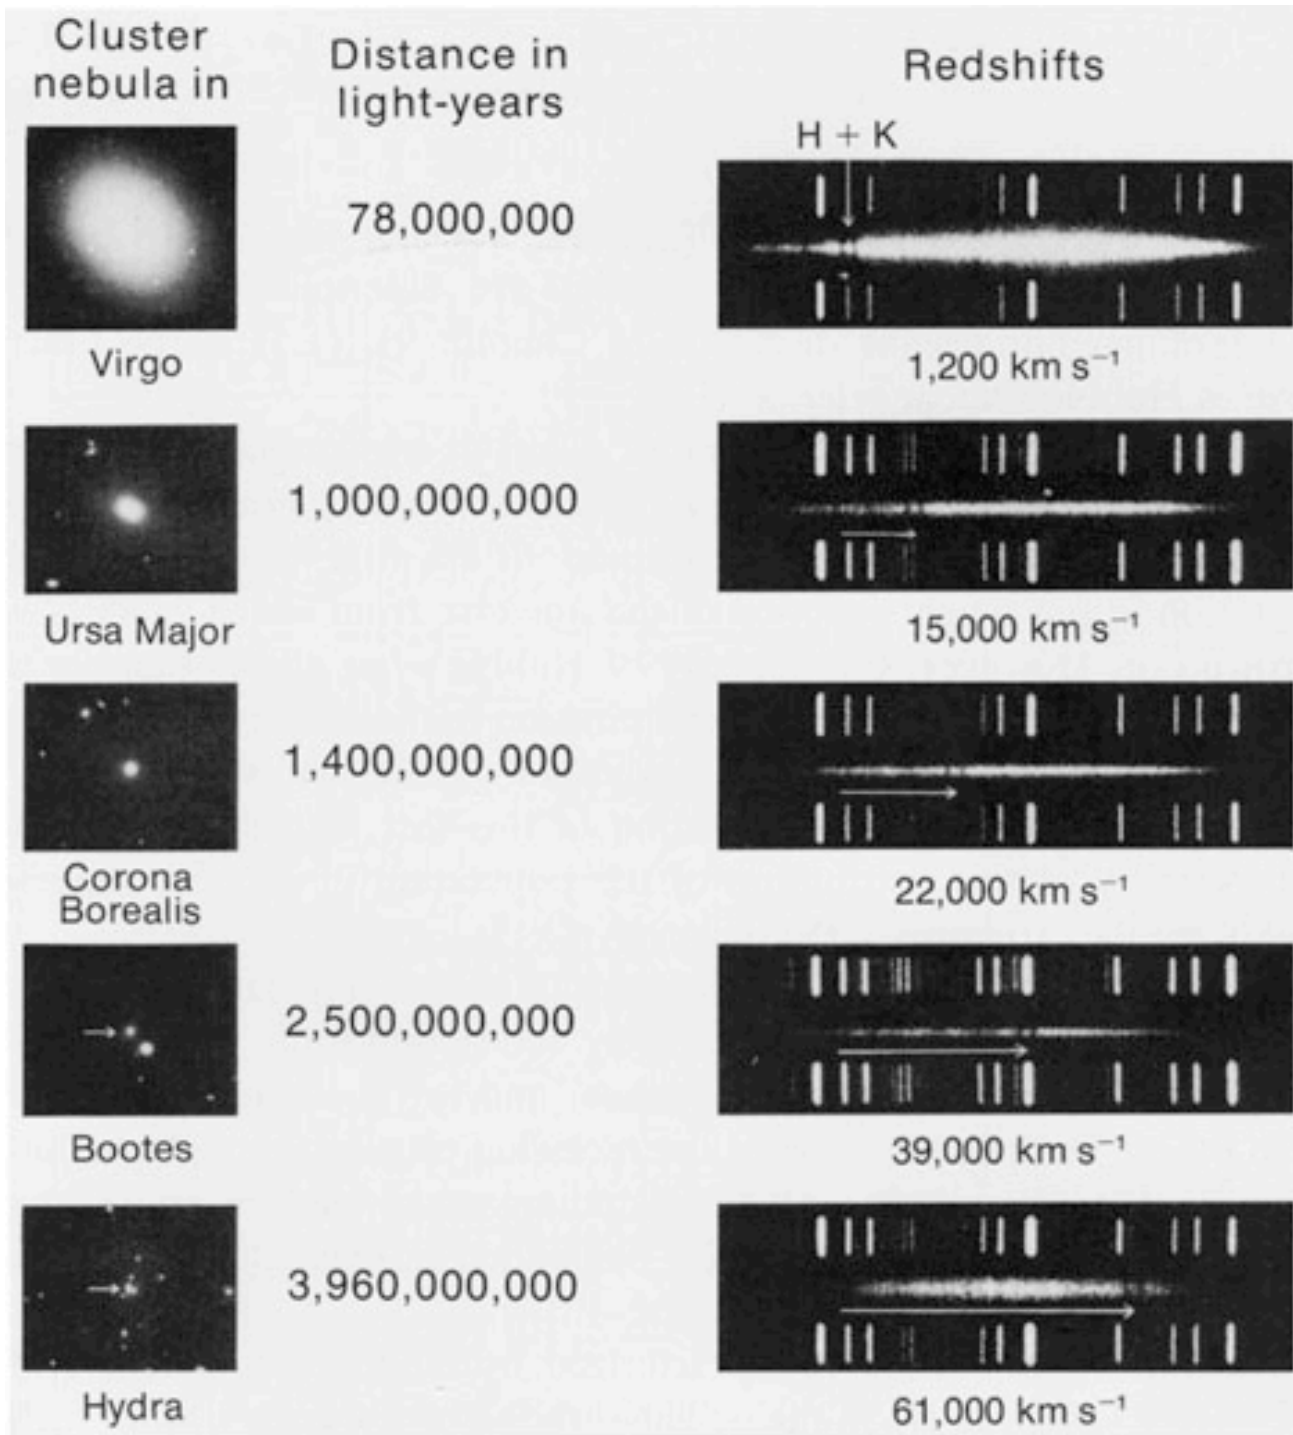 Cluster
nebula in
Distance in
light-years
Redshifts
H + K
78,000,000
Virgo
1,200 km s⁻¹
1,000,000,000
Ursa Major
15,000 km s⁻¹
1,400,000,000
Corona
Borealis
22,000 km s⁻¹
2,500,000,000
Bootes
39,000 km s⁻¹
3,960,000,000
Hydra
61,000 km s⁻¹